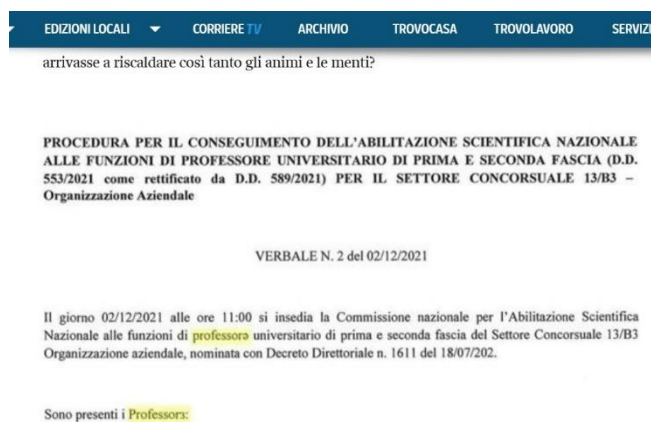 EDIZIONI LOCALI CORRIERE TV ARCHIVIO TROVOCASA TROVOLAVORO SERVIZI
arrivasse a riscaldare così tanto gli animi e le menti?
PROCEDURA PER IL CONSEGUIMENTO DELL'ABILITAZIONE SCIENTIFICA NAZIONALE
ALLE FUNZIONI DI PROFESSORE UNIVERSITARIO DI PRIMA E SECONDA FASCIA (D.D.
553/2021 come rettificato da D.D. 589/2021) PER IL SETTORE CONCORSUALE 13/B3 –
Organizzazione Aziendale
VERBALE N. 2 del 02/12/2021
Il giorno 02/12/2021 alle ore 11:00 si insedia la Commissione nazionale per l'Abilitazione Scientifica
Nazionale alle funzioni di professorə universitario di prima e seconda fascia del Settore Concorsuale 13/B3
Organizzazione aziendale, nominata con Decreto Direttoriale n. 1611 del 18/07/202.
Sono presenti i Professorɜ: